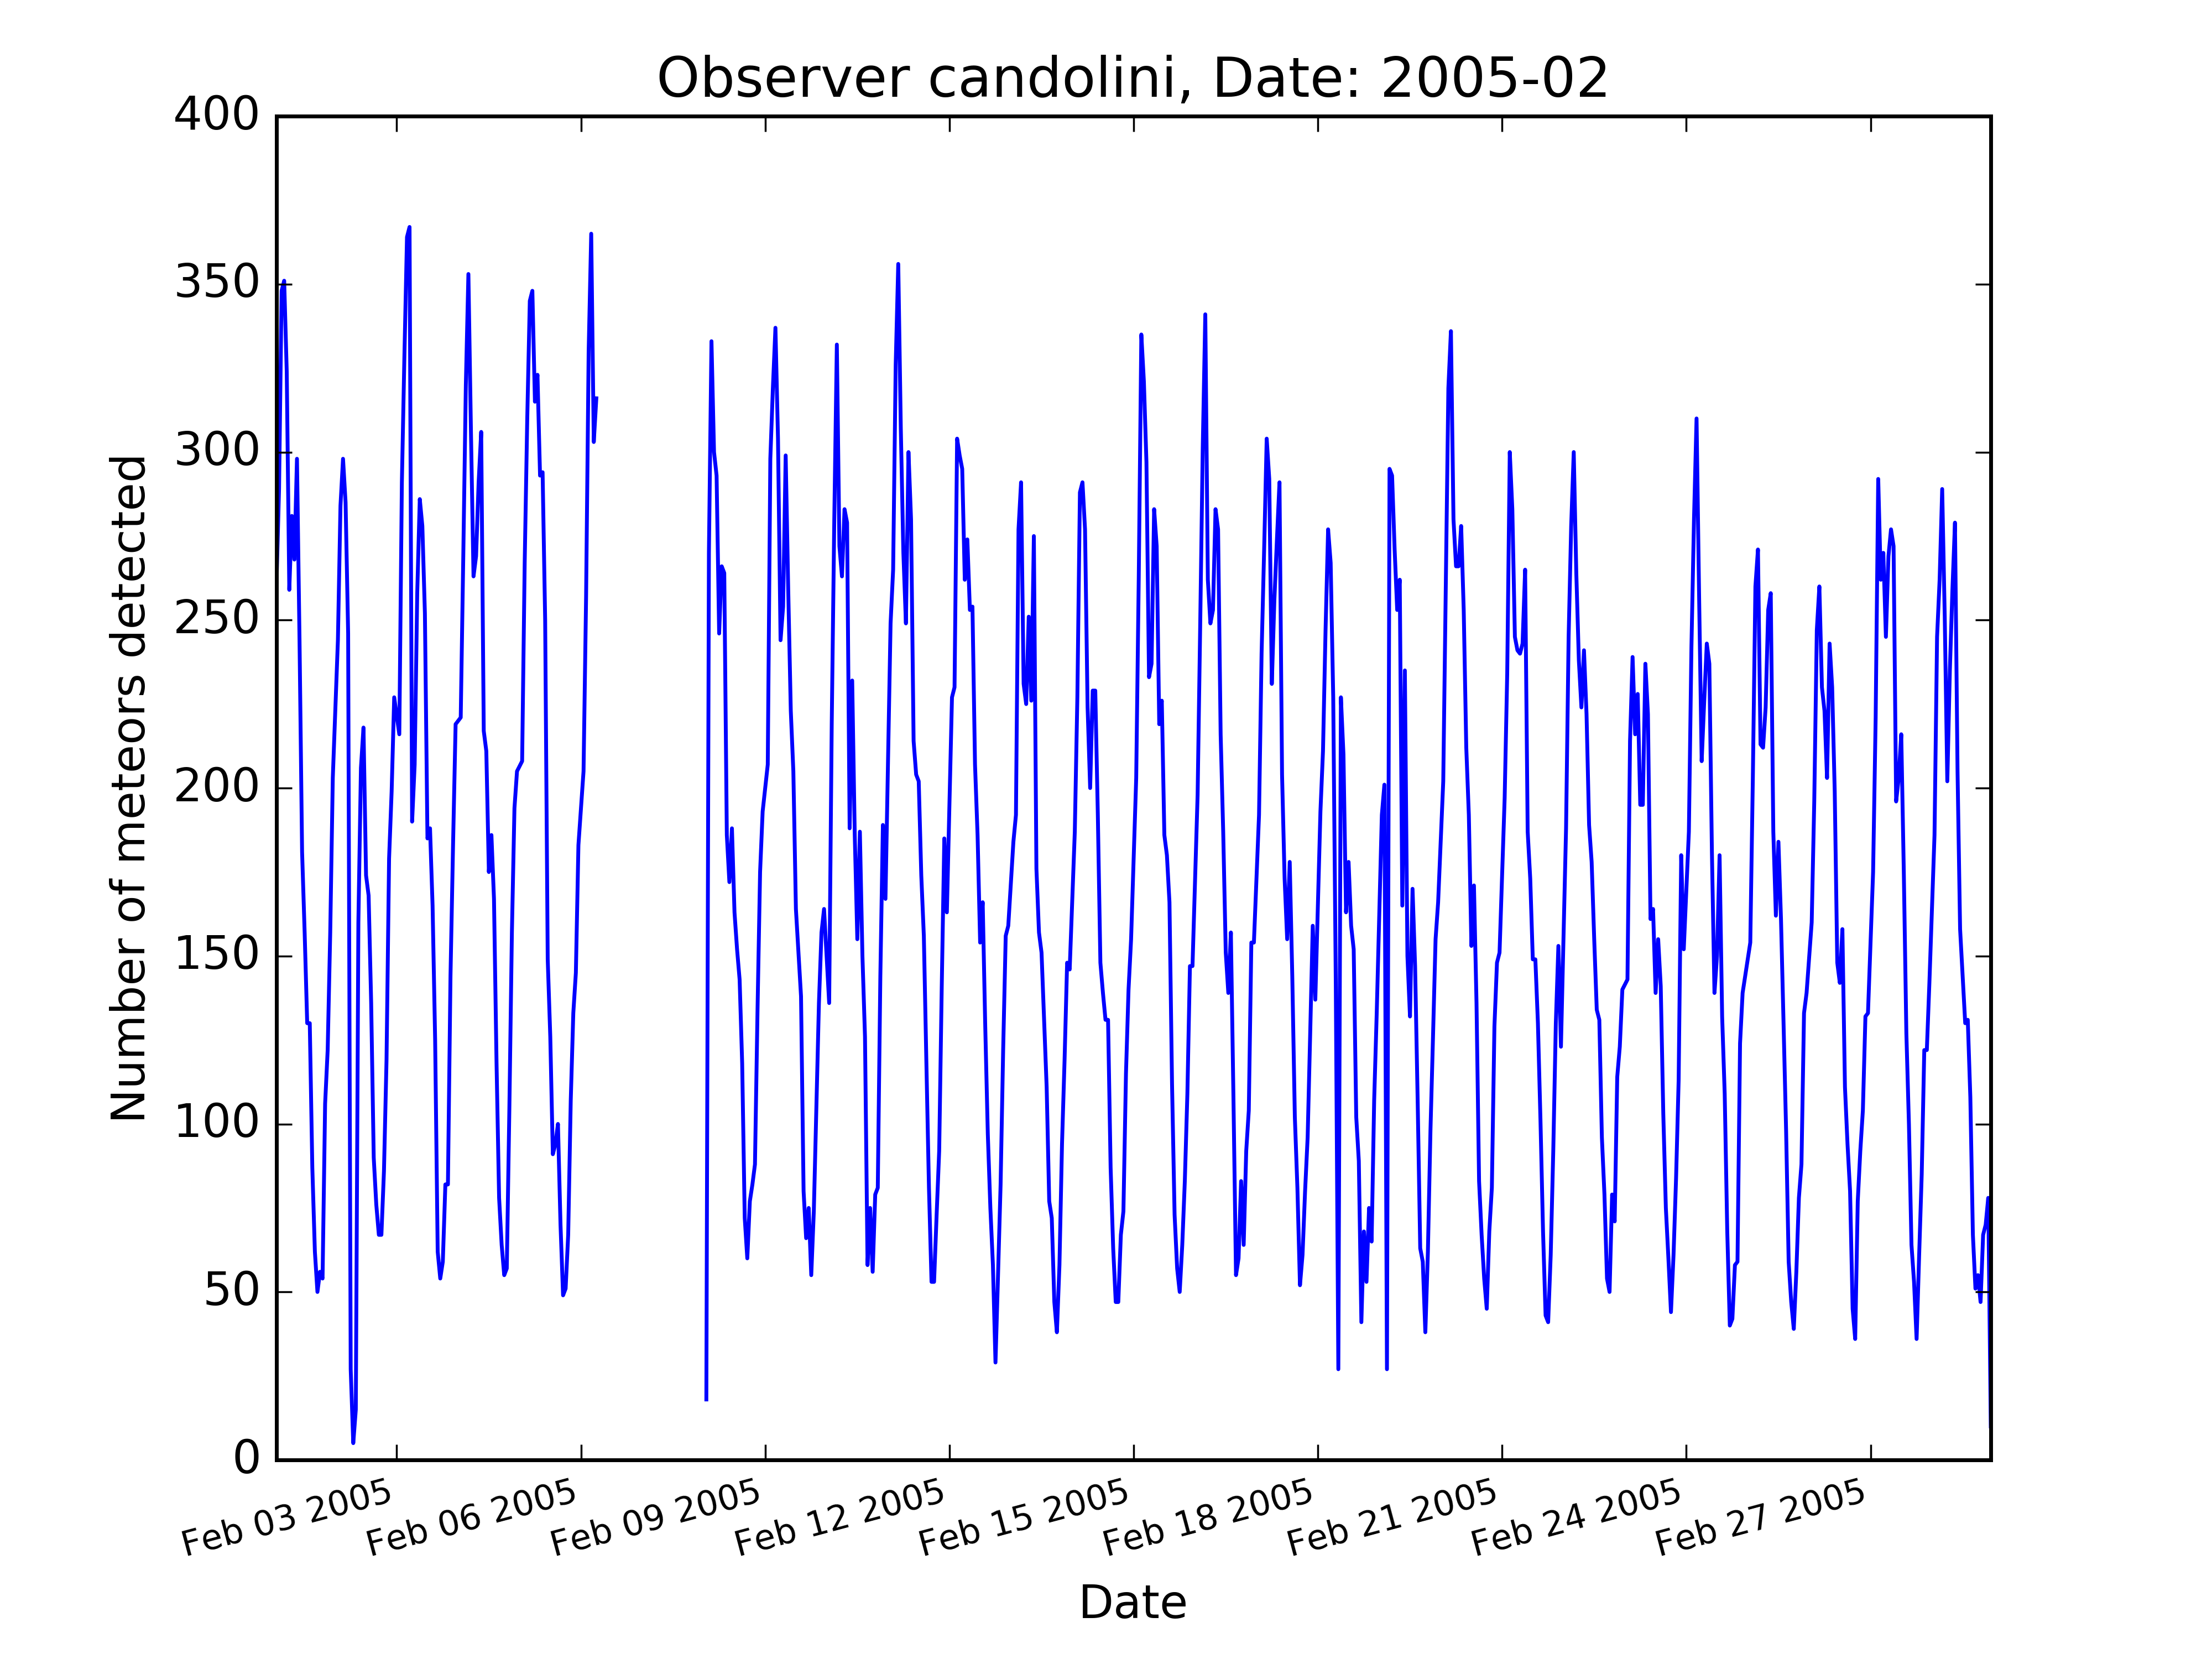 Observer candolini, Date: 2005-02
Number of meteors detected
400
350
300
250
200
150
100
50
0
Feb 03 2005
Feb 06 2005
Feb 09 2005
Feb 12 2005
Feb 15 2005
Feb 18 2005
Feb 21 2005
Feb 24 2005
Feb 27 2005
Date